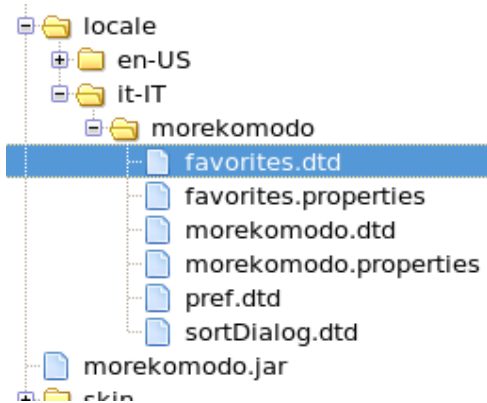 locale
en-US
it-IT
morekomodo
favorites.dtd
favorites.properties
morekomodo.dtd
morekomodo.properties
pref.dtd
sortDialog.dtd
morekomodo.jar
skin